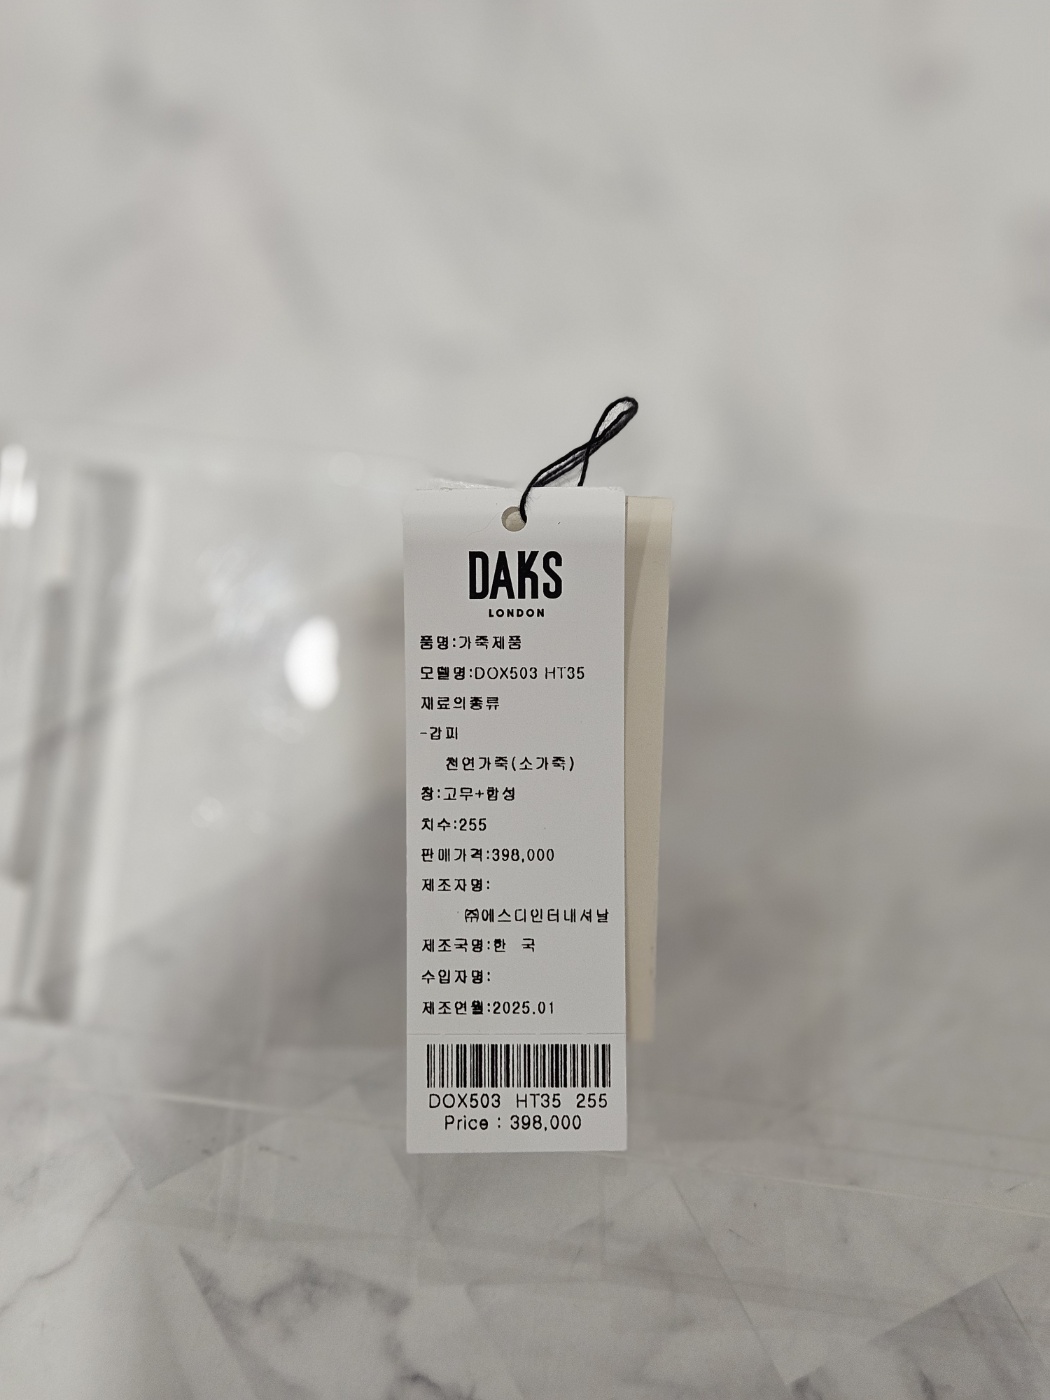 DAKS
LONDON
품명:가죽제품
모델명:DOX503 HT35
재료의종류
-갑피
천연가죽(소가죽)
창:고무+합성
치수:255
판매가격:398,000
제조자명:
㈜에스디인터내셔날
제조국명:한 국
수입자명:
제조연월:2025.01
DOX503 HT35 255
Price : 398,000